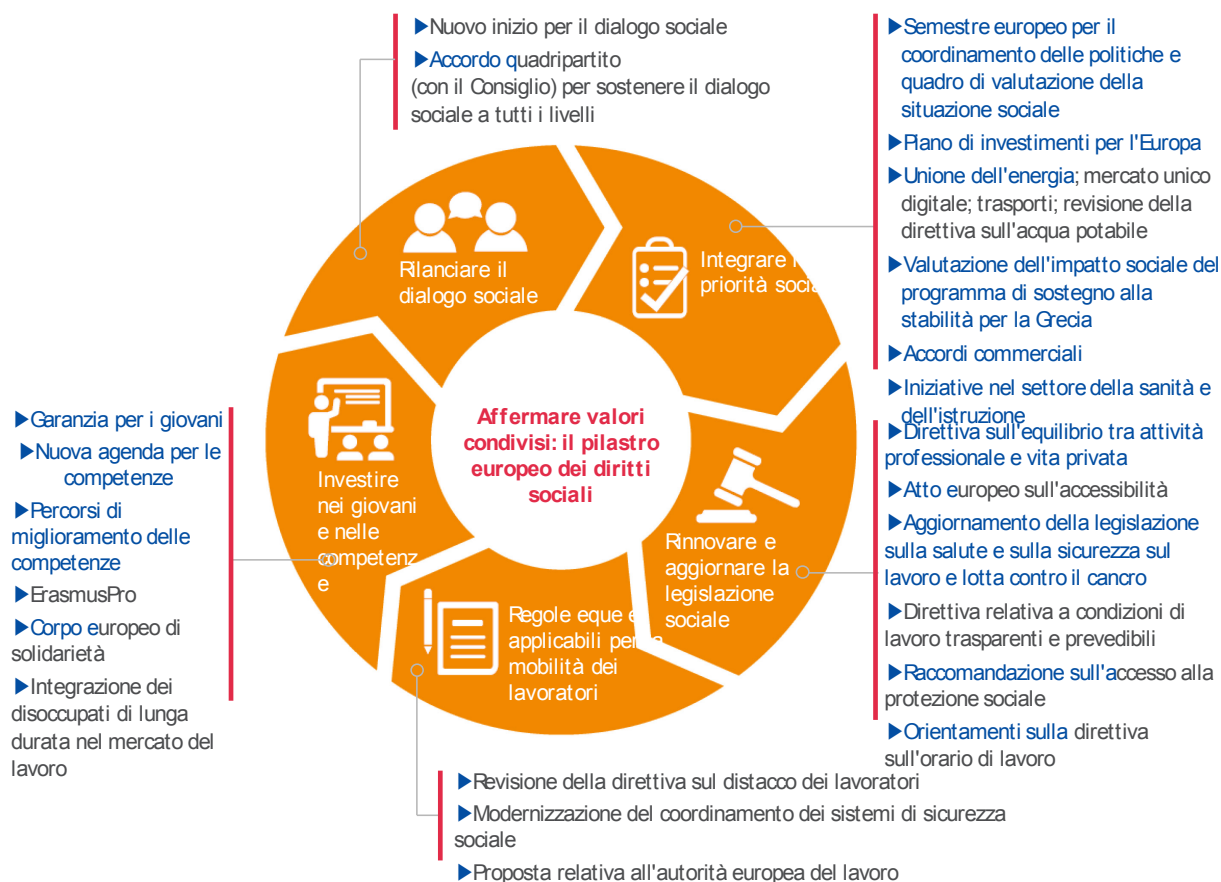 ▶Nuovo inizio per il dialogo sociale
▶Accordo quadripartito
(con il Consiglio) per sostenere il dialogo
sociale a tutti i livelli
▶Semestre europeo per il
coordinamento delle politiche e
quadro di valutazione della
situazione sociale
▶Piano di investimenti per l'Europa
▶Unione dell'energia; mercato unico
digitale; trasporti; revisione della
direttiva sull'acqua potabile
▶Valutazione dell'impatto sociale del
programma di sostegno alla
stabilità per la Grecia
▶Accordi commerciali
▶Iniziative nel settore della sanità e
dell'istruzione
Rilanciare il
dialogo sociale
Integrare
priorità socia
Affermare valori
condivisi: il pilastro
europeo dei diritti
sociali
Investire
nei giovani
e nelle
competenz
e
Rinnovare e
aggiornare la
legislazione
sociale
Regole eque e
applicabili per
mobilità dei
lavoratori
▶Garanzia per i giovani
▶Nuova agenda per le
competenze
▶Percorsi di
miglioramento delle
competenze
▶ErasmusPro
▶Corpo europeo di
solidarietà
▶Integrazione dei
disoccupati di lunga
durata nel mercato del
lavoro
▶Direttiva sull'equilibrio tra attività
professionale e vita privata
▶Atto europeo sull'accessibilità
▶Aggiornamento della legislazione
sulla salute e sulla sicurezza sul
lavoro e lotta contro il cancro
▶Direttiva relativa a condizioni di
lavoro trasparenti e prevedibili
▶Raccomandazione sull'accesso alla
protezione sociale
▶Orientamenti sulla direttiva
sull'orario di lavoro
▶Revisione della direttiva sul distacco dei lavoratori
▶Modernizzazione del coordinamento dei sistemi di sicurezza
sociale
▶Proposta relativa all'autorità europea del lavoro